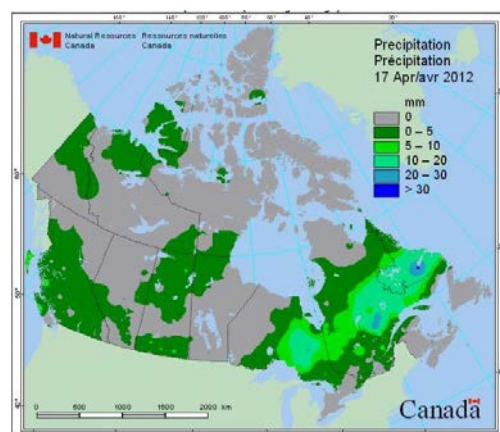 Natural Resources Ressources naturelles
Canada Canada
Precipitation
Précipitation
17 Apr/avr 2012
mm
0
0 – 5
5 – 10
10 – 20
20 – 30
> 30
0 500 1000 1500 2000 km
Canada